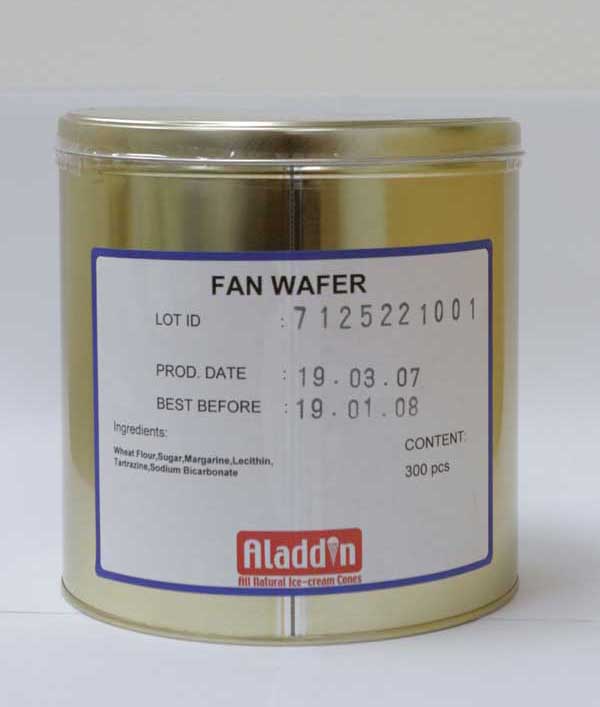 FAN WAFER
LOT ID : 7125221001
PROD. DATE : 19.03.07
BEST BEFORE : 19.01.08
Ingredients:
Wheat Flour,Sugar,Margarine,Lecithin,
Tartrazine,Sodium Bicarbonate
CONTENT:
300 pcs
Aladdin
All Natural Ice-cream Cones